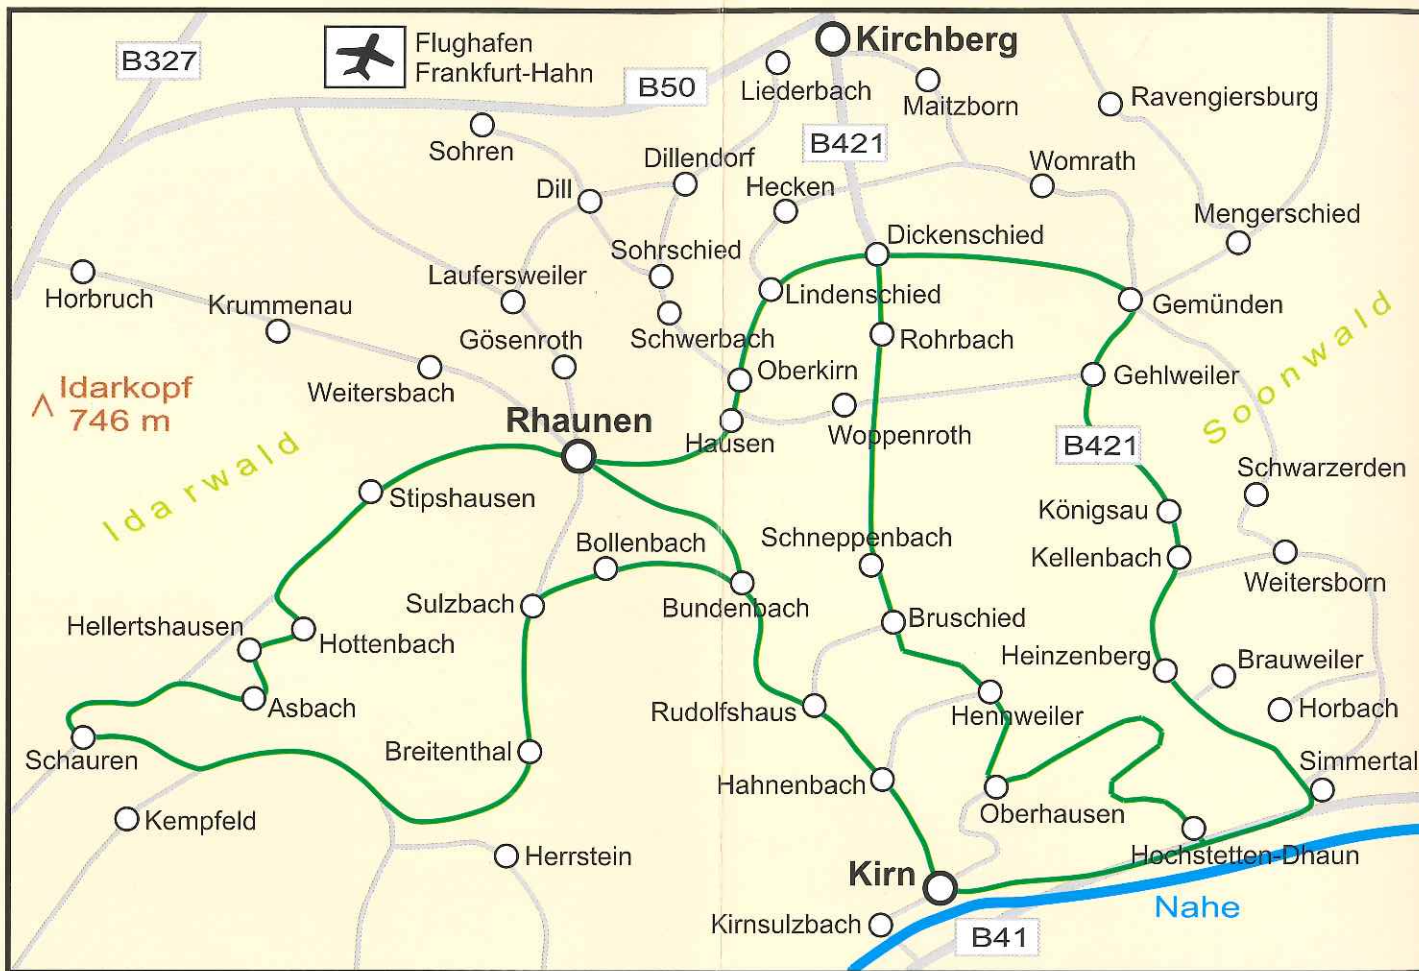 B327
Flughafen
Frankfurt-Hahn
B50
Kirchberg
Liederbach
Maitzborn
Ravengiersburg
Sohren
B421
Dillendorf
Womrath
Dill
Hecken
Mengerschied
Dickenschied
Sohrschied
Laufersweiler
Horbruch
Krummenau
Lindenschied
Gemünden
Schwerbach
Gösenroth
Rohrbach
Oberkirn
Gehlweiler
Weitersbach
Idarkopf
746 m
Rhaunen
Hausen
Woppenroth
Soonwald
B421
Idarwald
Stipshausen
Schwarzerden
Königsau
Bollenbach
Schneppenbach
Kellenbach
Weitersborn
Sulzbach
Bundenbach
Bruschied
Hellertshausen
Hottenbach
Heinzenberg
Brauweiler
Asbach
Rudolfshaus
Hennweiler
Horbach
Schauren
Breitenthal
Simmertal
Hahnenbach
Oberhausen
Kempfeld
Herrstein
Hochstetten-Dhaun
Kirn
Nahe
Kirnsulzbach
B41